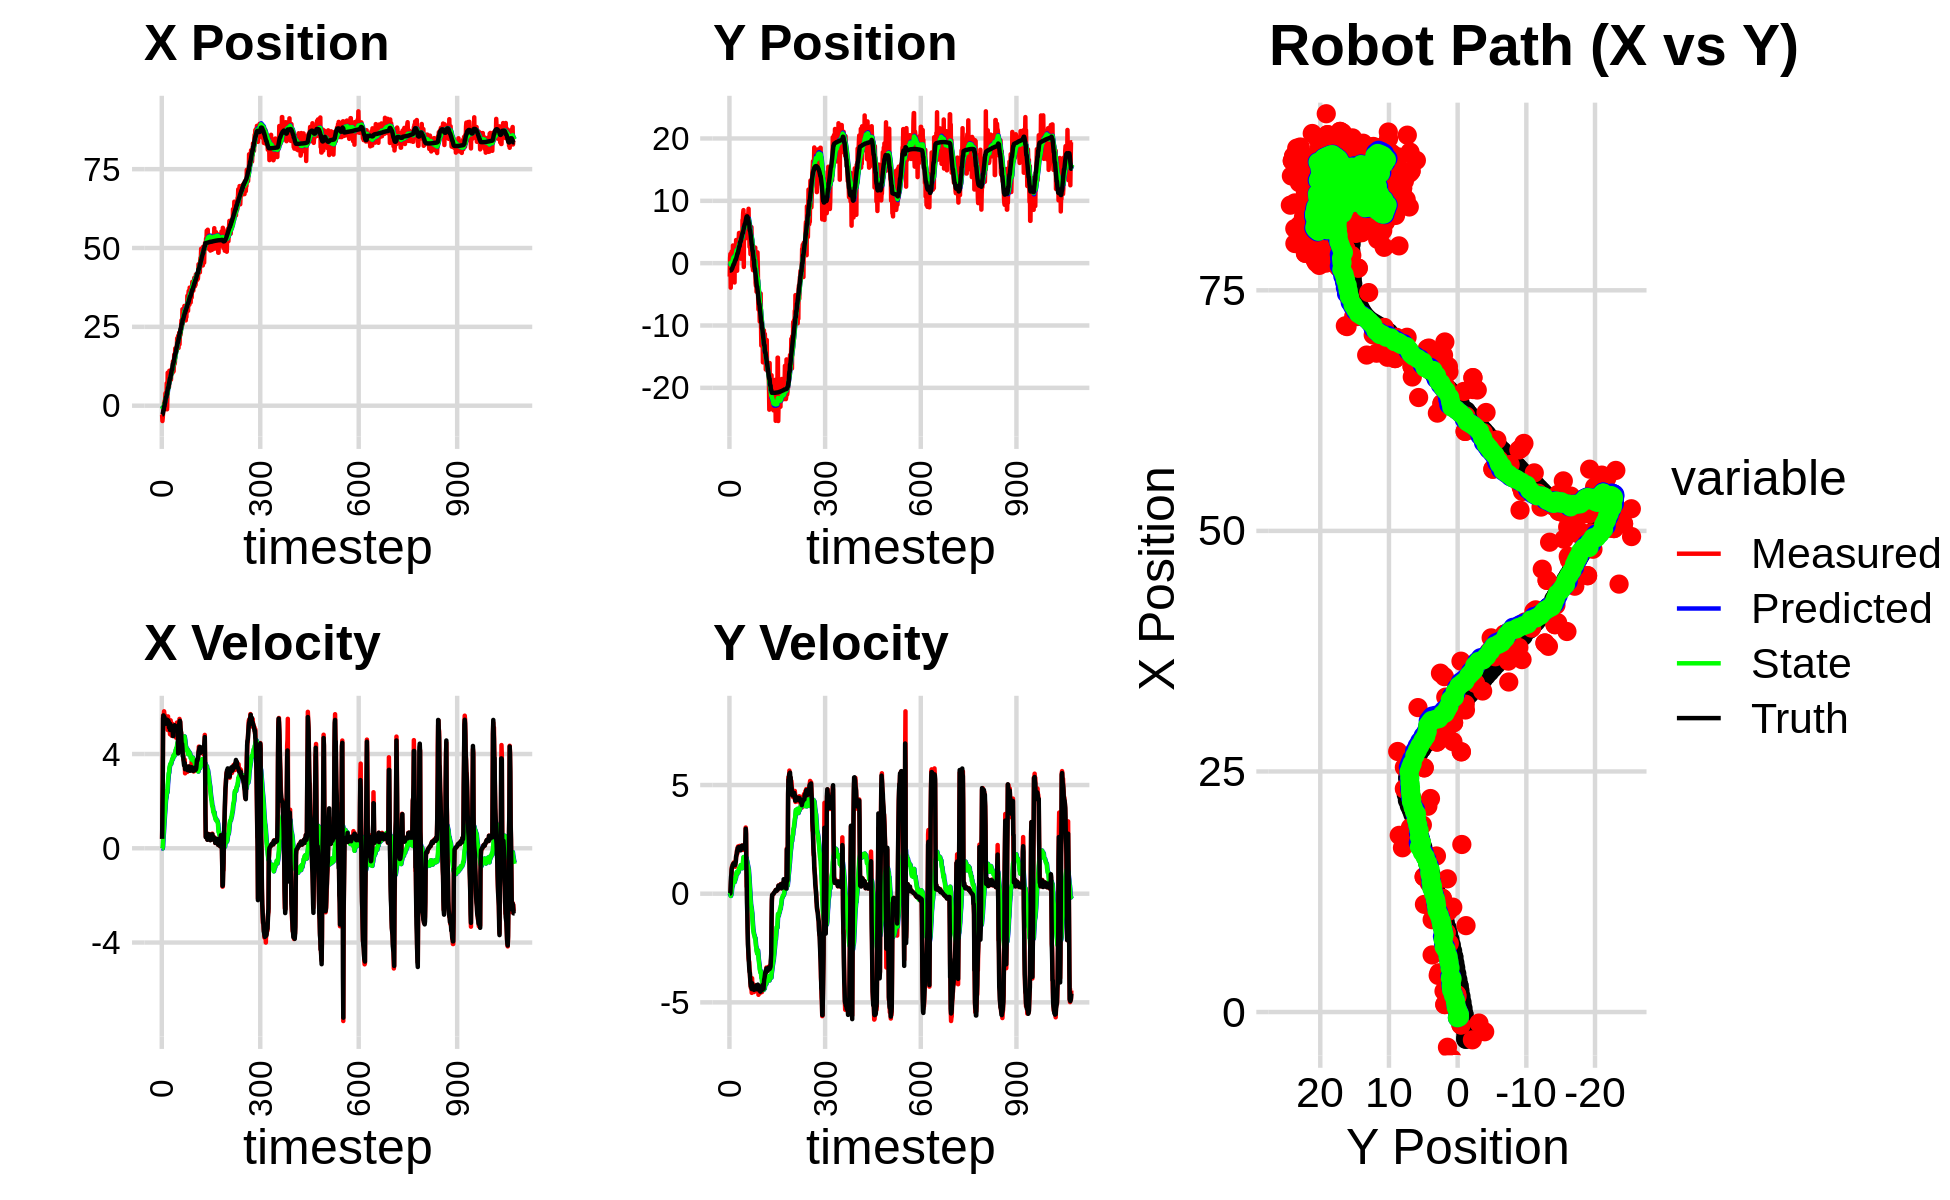 X Position
75
50
25
0
0 300 600 900
timestep
Y Position
20
10
0
-10
-20
0 300 600 900
timestep
X Velocity
4
0
-4
0 300 600 900
timestep
Y Velocity
5
0
-5
0 300 600 900
timestep
Robot Path (X vs Y)
X Position
75
50
25
0
20 10 0 -10 -20
Y Position
variable
Measured
Predicted
State
Truth